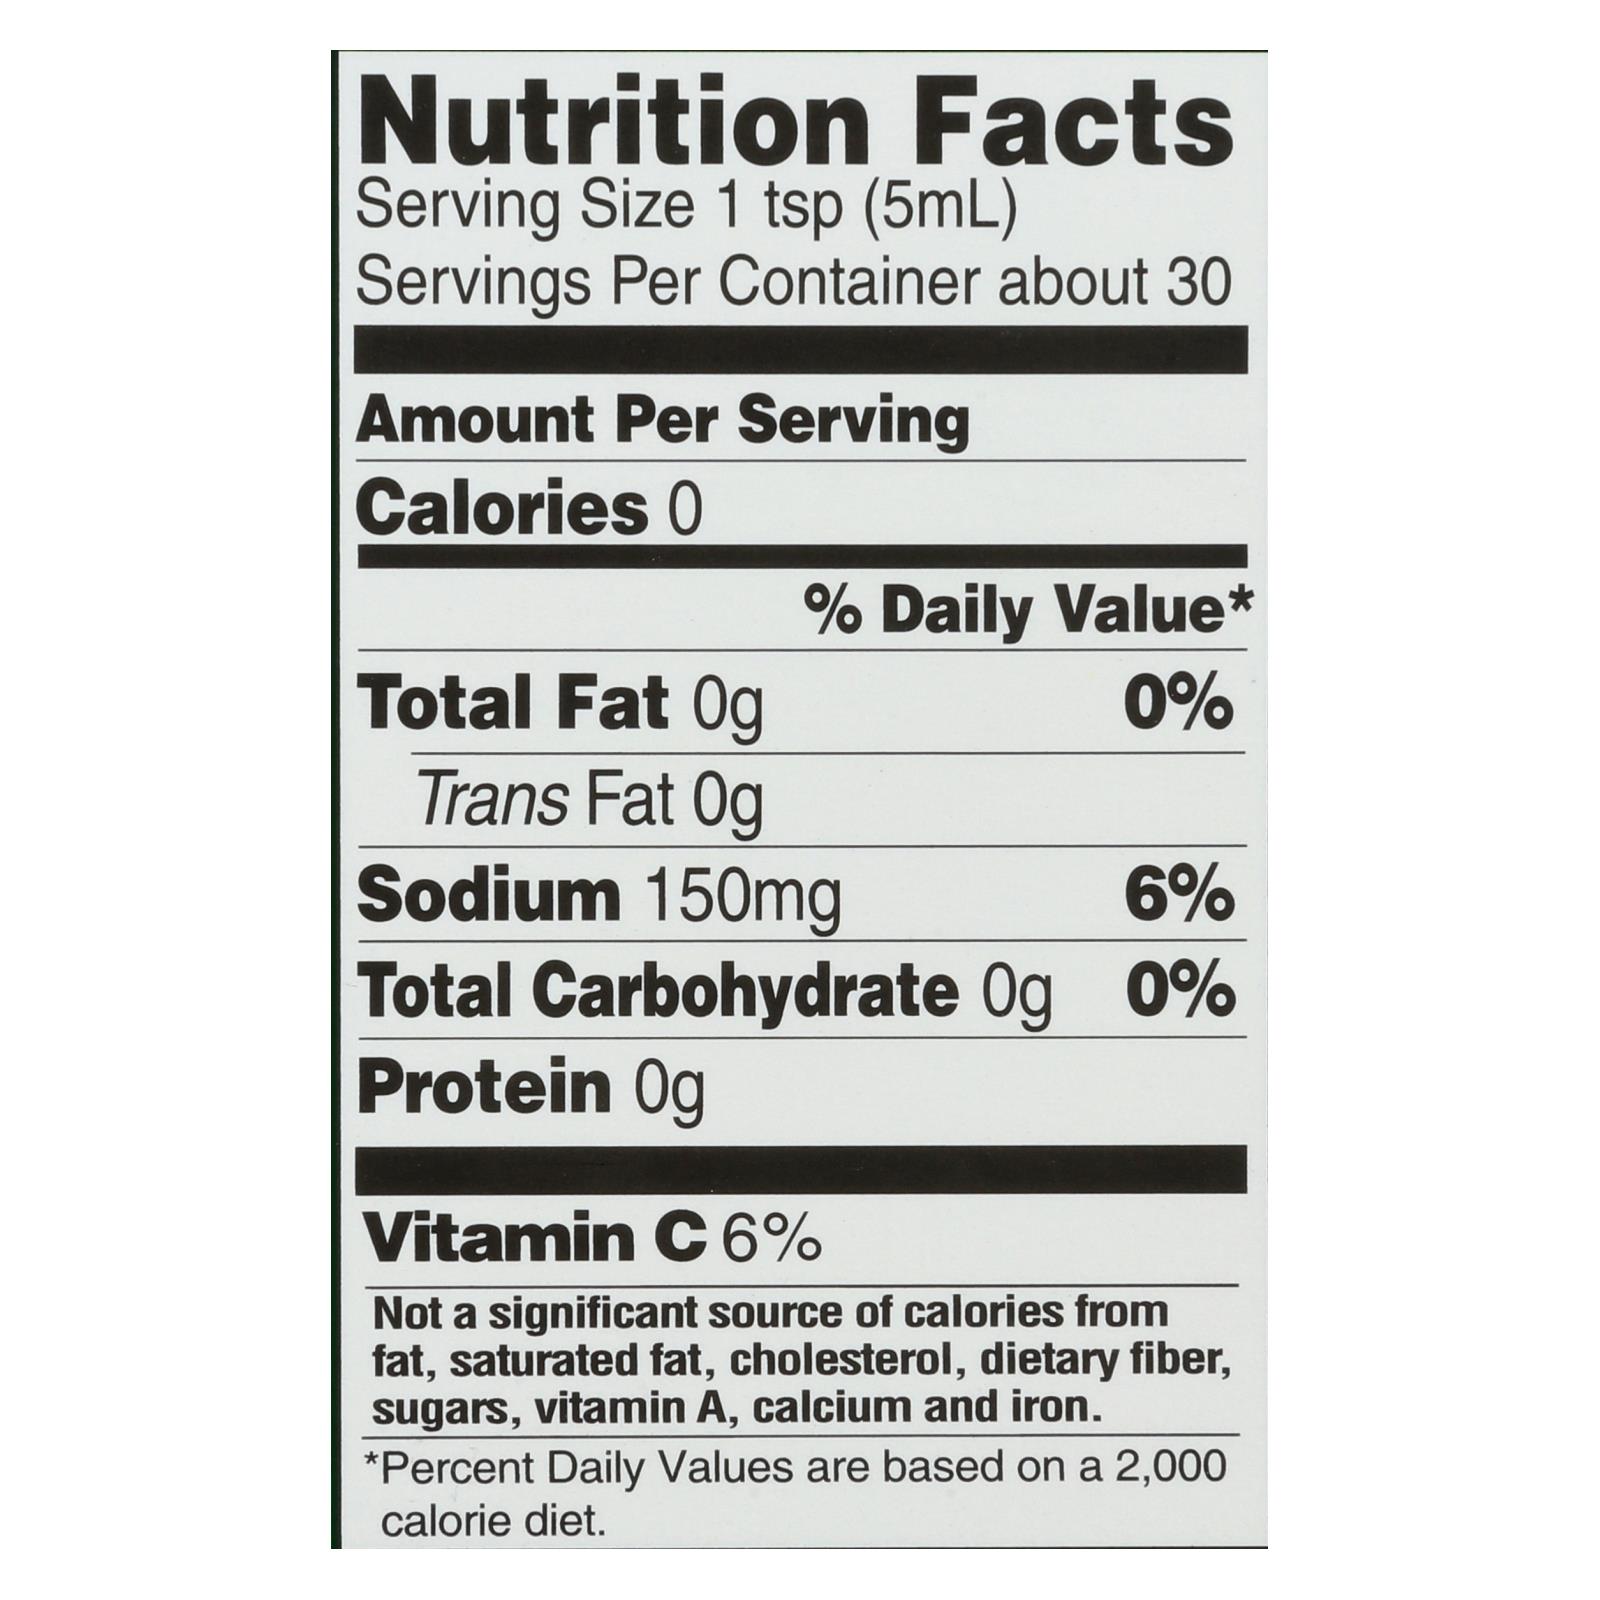 Nutrition Facts
Serving Size 1 tsp (5mL)
Servings Per Container about 30
Amount Per Serving
Calories 0
% Daily Value*
Total Fat 0g 0%
Trans Fat 0g
Sodium 150mg 6%
Total Carbohydrate 0g 0%
Protein 0g
Vitamin C 6%
Not a significant source of calories from
fat, saturated fat, cholesterol, dietary fiber,
sugars, vitamin A, calcium and iron.
*Percent Daily Values are based on a 2,000
calorie diet.